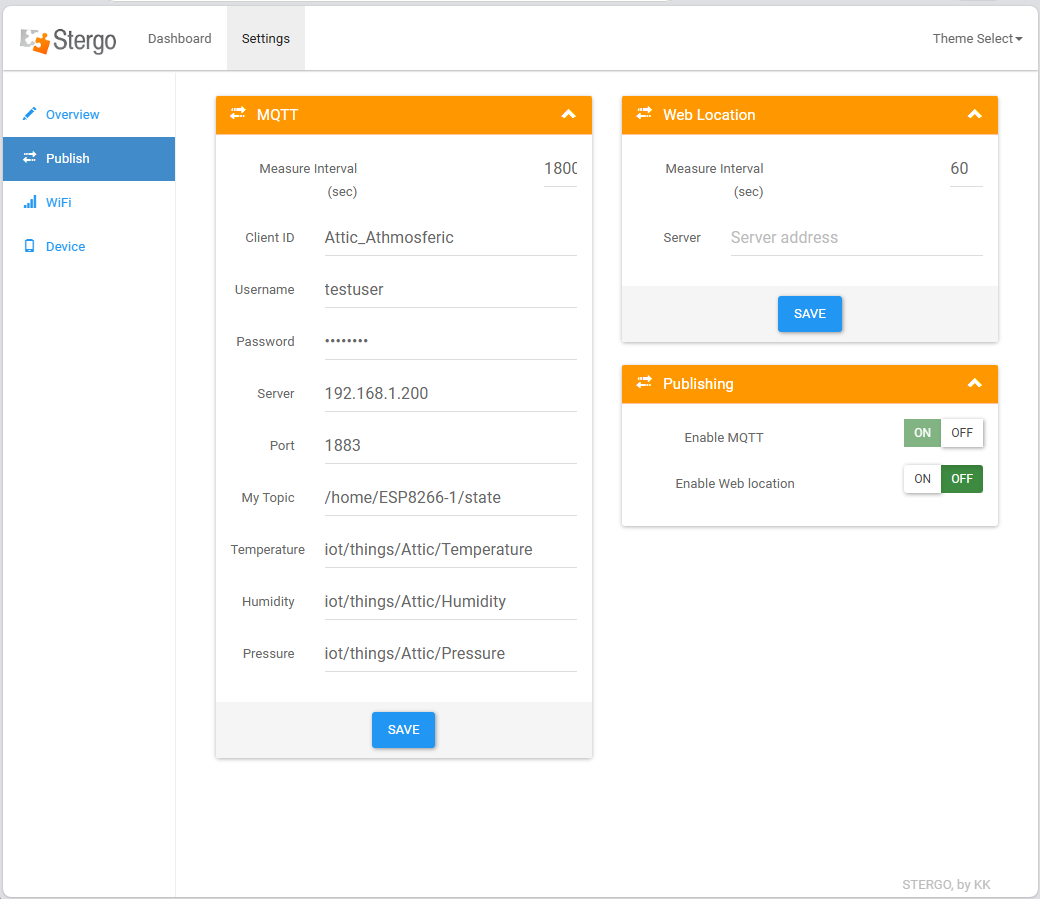 Stergo
Dashboard
Settings
Theme Select
Overview
Publish
WiFi
Device
MQTT
Measure Interval
(sec)
1800
Client ID
Attic_Athmosferic
Username
testuser
Password
••••••••
Server
192.168.1.200
Port
1883
My Topic
/home/ESP8266-1/state
Temperature
iot/things/Attic/Temperature
Humidity
iot/things/Attic/Humidity
Pressure
iot/things/Attic/Pressure
SAVE
Web Location
Measure Interval
(sec)
60
Server
Server address
SAVE
Publishing
Enable MQTT
ON OFF
Enable Web location
ON OFF
STERGO, by KK